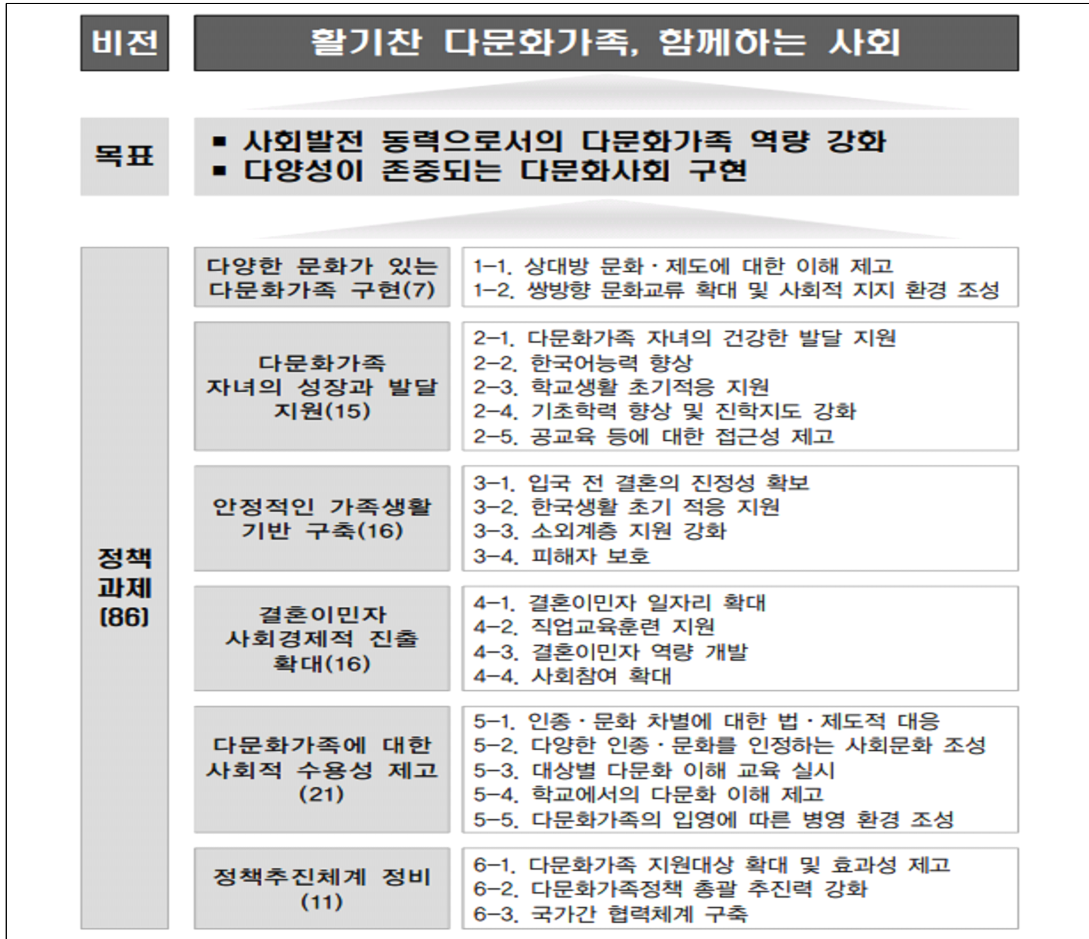 비전
활기찬 다문화가족, 함께하는 사회
목표
▪ 사회발전 동력으로서의 다문화가족 역량 강화
▪ 다양성이 존중되는 다문화사회 구현
정책
과제
(86)
다양한 문화가 있는
다문화가족 구현(7)
1-1. 상대방 문화·제도에 대한 이해 제고
1-2. 쌍방향 문화교류 확대 및 사회적 지지 환경 조성
다문화가족
자녀의 성장과 발달
지원(15)
2-1. 다문화가족 자녀의 건강한 발달 지원
2-2. 한국어능력 향상
2-3. 학교생활 초기적응 지원
2-4. 기초학력 향상 및 진학지도 강화
2-5. 공교육 등에 대한 접근성 제고
안정적인 가족생활
기반 구축(16)
3-1. 입국 전 결혼의 진정성 확보
3-2. 한국생활 초기 적응 지원
3-3. 소외계층 지원 강화
3-4. 피해자 보호
결혼이민자
사회경제적 진출
확대(16)
4-1. 결혼이민자 일자리 확대
4-2. 직업교육훈련 지원
4-3. 결혼이민자 역량 개발
4-4. 사회참여 확대
다문화가족에 대한
사회적 수용성 제고
(21)
5-1. 인종·문화 차별에 대한 법·제도적 대응
5-2. 다양한 인종·문화를 인정하는 사회문화 조성
5-3. 대상별 다문화 이해 교육 실시
5-4. 학교에서의 다문화 이해 제고
5-5. 다문화가족의 입영에 따른 병영 환경 조성
정책추진체계 정비
(11)
6-1. 다문화가족 지원대상 확대 및 효과성 제고
6-2. 다문화가족정책 총괄 추진력 강화
6-3. 국가간 협력체계 구축